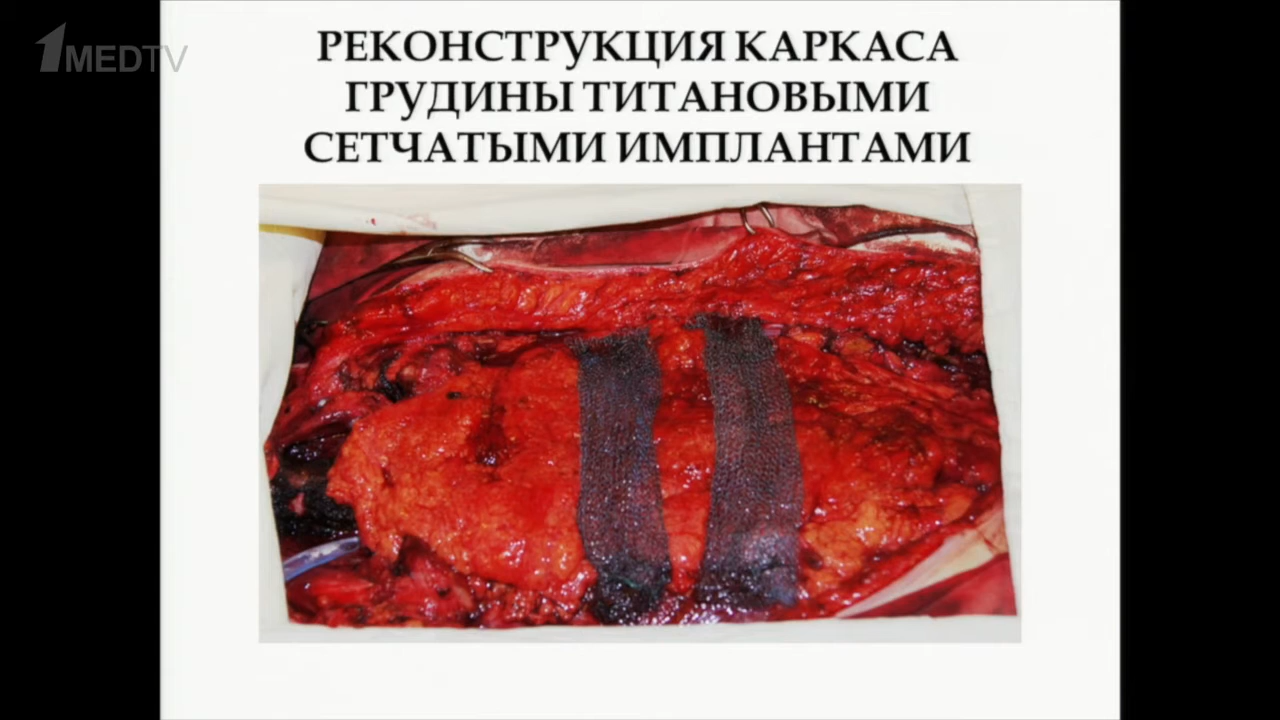 1MEDTV
РЕКОНСТРУКЦИЯ КАРКАСА
ГРУДИНЫ ТИТАНОВЫМИ
СЕТЧАТЫМИ ИМПЛАНТАМИ